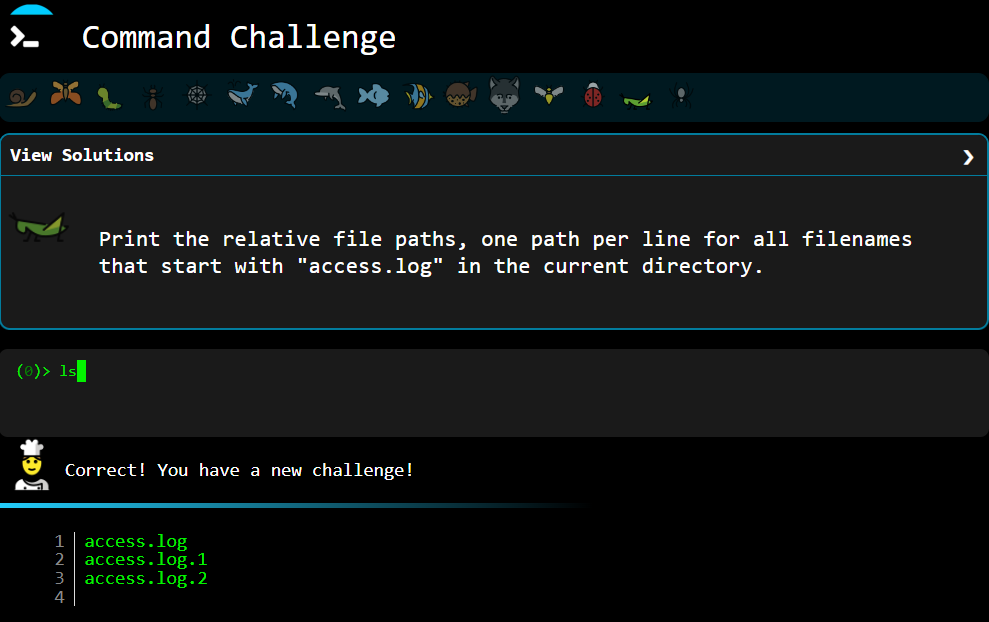 Command Challenge
View Solutions
Print the relative file paths, one path per line for all filenames
that start with "access.log" in the current directory.
(0)> ls
Correct! You have a new challenge!
1 access.log
2 access.log.1
3 access.log.2
4